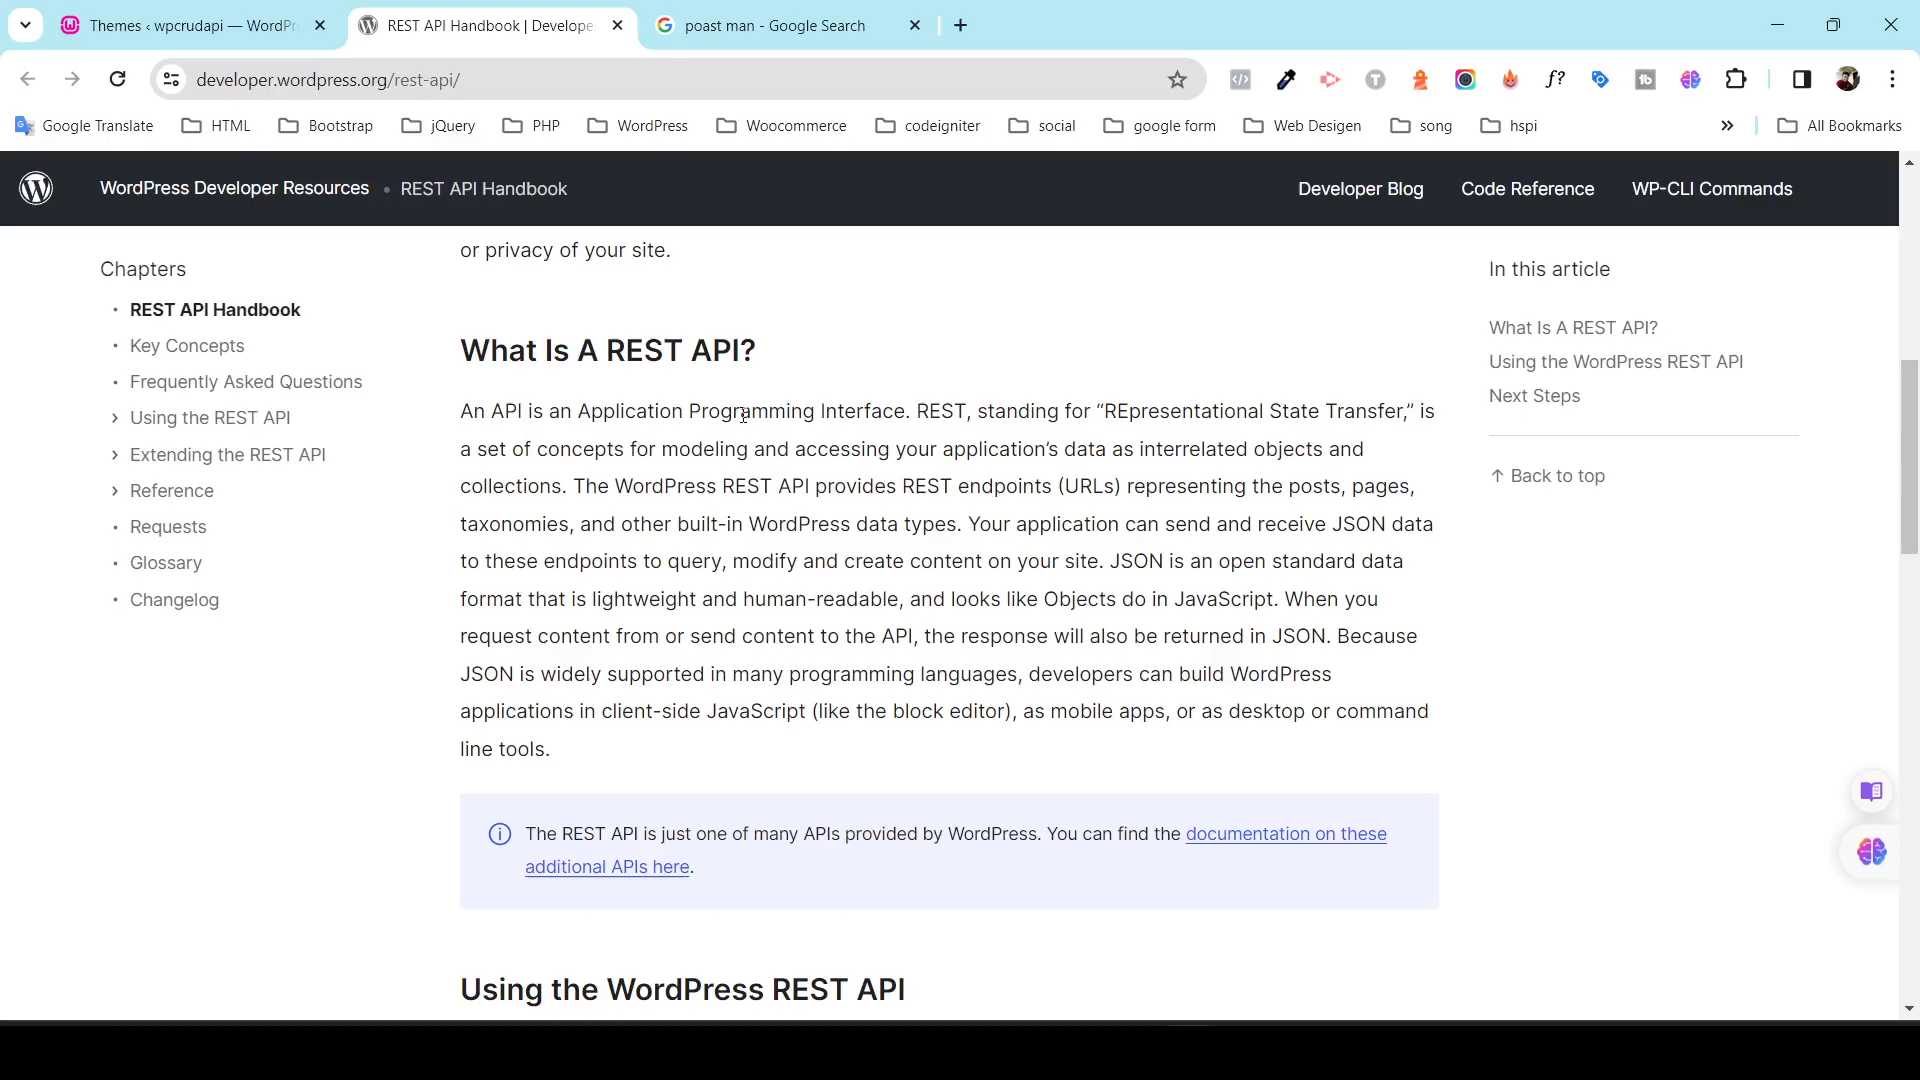 Themes ‹ wpcrudapi — WordPr
REST API Handbook | Develope
poast man - Google Search
developer.wordpress.org/rest-api/
Google Translate
HTML
Bootstrap
jQuery
PHP
WordPress
Woocommerce
codeigniter
social
google form
Web Desigen
song
hspi
All Bookmarks
WordPress Developer Resources • REST API Handbook
Developer Blog
Code Reference
WP-CLI Commands
Chapters
REST API Handbook
Key Concepts
Frequently Asked Questions
Using the REST API
Extending the REST API
Reference
Requests
Glossary
Changelog
or privacy of your site.
What Is A REST API?
An API is an Application Programming Interface. REST, standing for “REpresentational State Transfer,” is
a set of concepts for modeling and accessing your application’s data as interrelated objects and
collections. The WordPress REST API provides REST endpoints (URLs) representing the posts, pages,
taxonomies, and other built-in WordPress data types. Your application can send and receive JSON data
to these endpoints to query, modify and create content on your site. JSON is an open standard data
format that is lightweight and human-readable, and looks like Objects do in JavaScript. When you
request content from or send content to the API, the response will also be returned in JSON. Because
JSON is widely supported in many programming languages, developers can build WordPress
applications in client-side JavaScript (like the block editor), as mobile apps, or as desktop or command
line tools.
The REST API is just one of many APIs provided by WordPress. You can find the documentation on these
additional APIs here.
Using the WordPress REST API
In this article
What Is A REST API?
Using the WordPress REST API
Next Steps
↑ Back to top